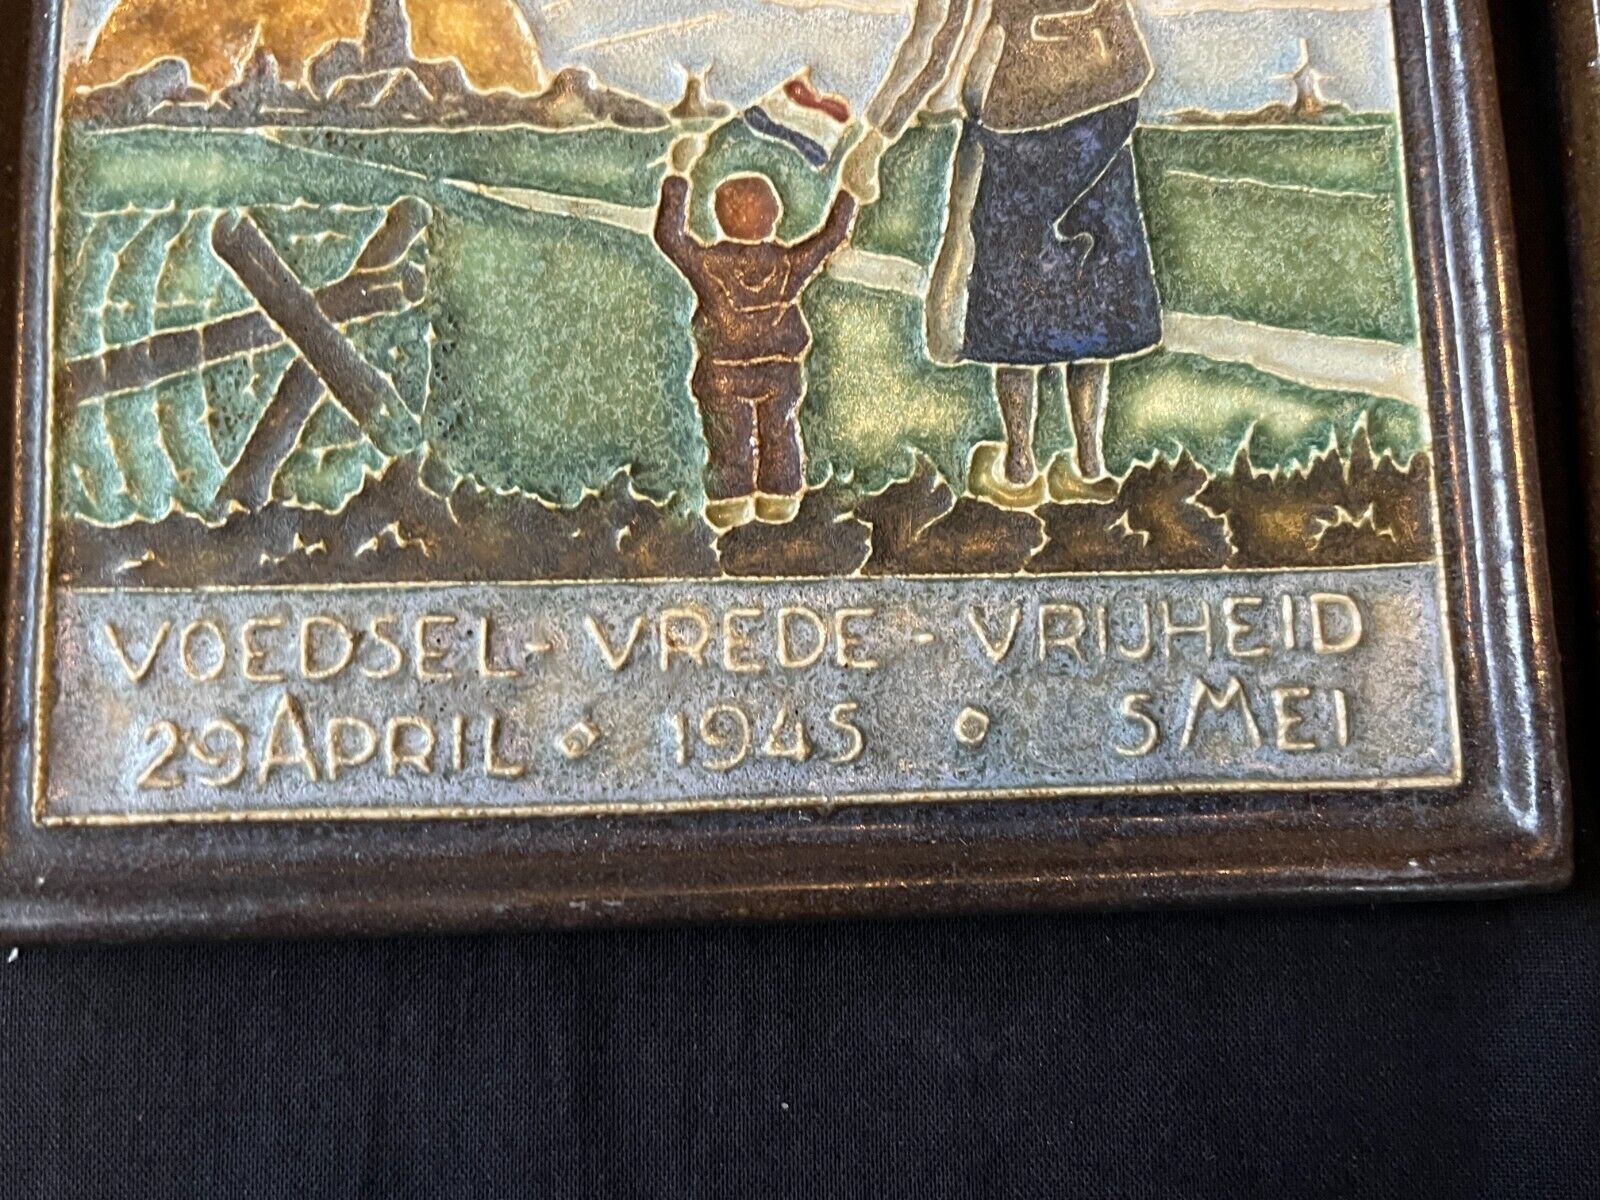 VOEDSEL - VREDE - VRIJHEID
29 APRIL ⋄ 1945 ⋄ 5 MEI